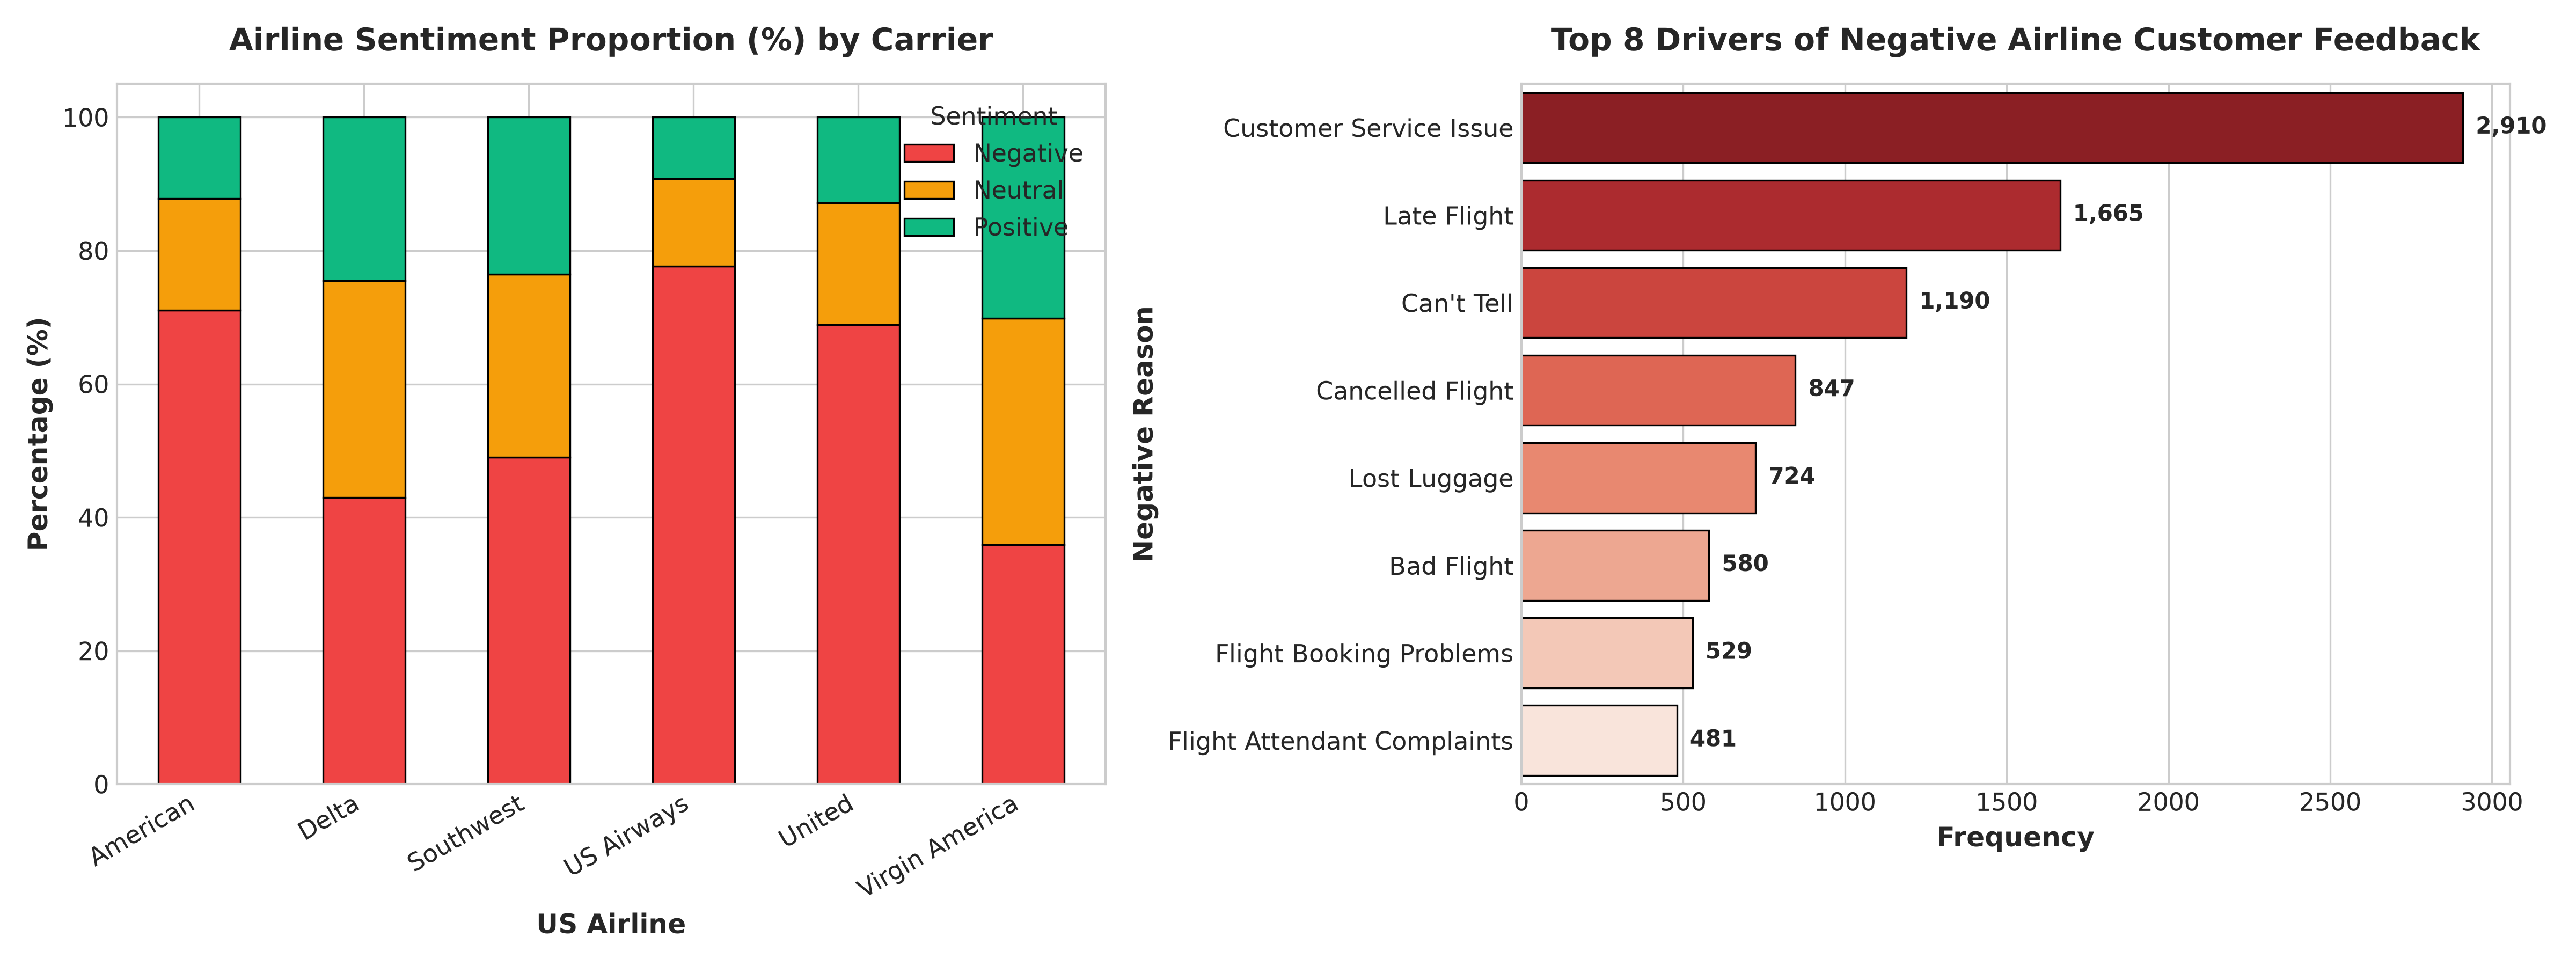 Airline Sentiment Proportion (%) by Carrier
Percentage (%)
100
80
60
40
20
0
Sentiment
Negative
Neutral
Positive
American
Delta
Southwest
US Airways
United
Virgin America
US Airline
Top 8 Drivers of Negative Airline Customer Feedback
Negative Reason
Customer Service Issue 2,910
Late Flight 1,665
Can't Tell 1,190
Cancelled Flight 847
Lost Luggage 724
Bad Flight 580
Flight Booking Problems 529
Flight Attendant Complaints 481
0 500 1000 1500 2000 2500 3000
Frequency